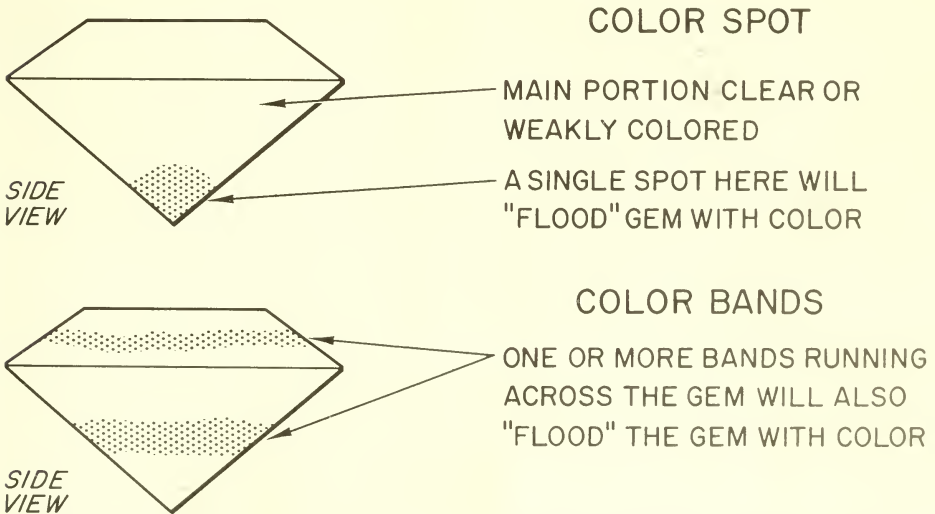 COLOR SPOT
MAIN PORTION CLEAR OR
WEAKLY COLORED
A SINGLE SPOT HERE WILL
"FLOOD" GEM WITH COLOR
SIDE
VIEW
COLOR BANDS
ONE OR MORE BANDS RUNNING
ACROSS THE GEM WILL ALSO
"FLOOD" THE GEM WITH COLOR
SIDE
VIEW